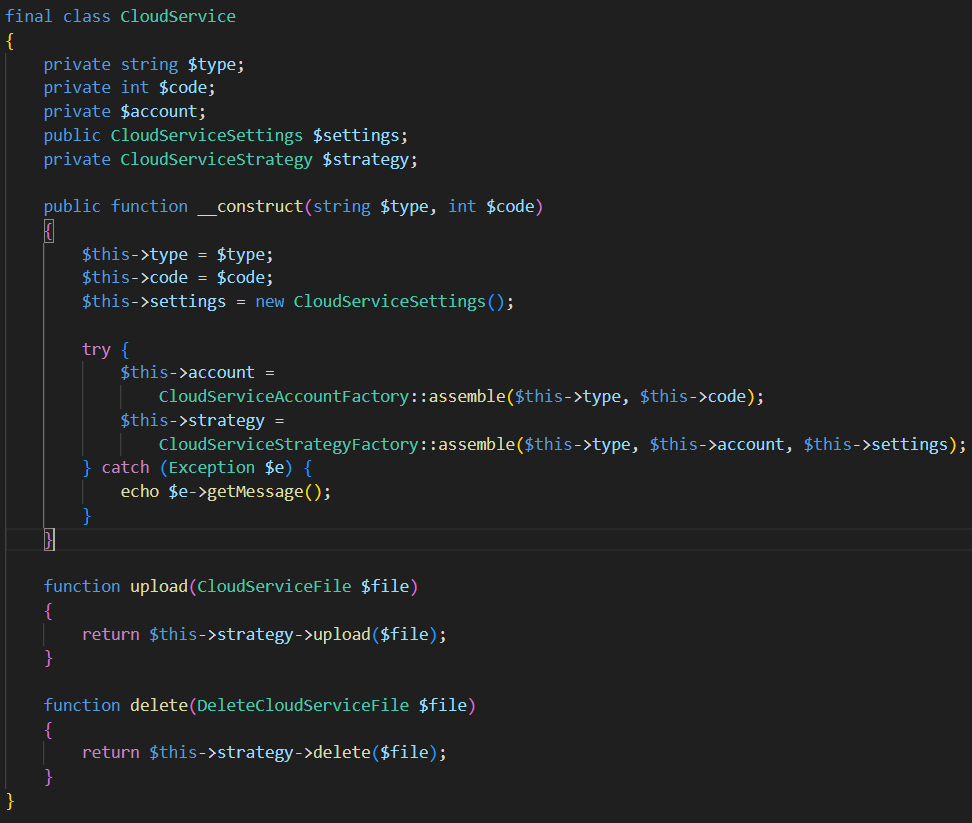 final class CloudService
{
    private string $type;
    private int $code;
    private $account;
    public CloudServiceSettings $settings;
    private CloudServiceStrategy $strategy;

    public function __construct(string $type, int $code)
    {
        $this->type = $type;
        $this->code = $code;
        $this->settings = new CloudServiceSettings();

        try {
            $this->account =
                CloudServiceAccountFactory::assemble($this->type, $this->code);
            $this->strategy =
                CloudServiceStrategyFactory::assemble($this->type, $this->account, $this->settings);
        } catch (Exception $e) {
            echo $e->getMessage();
        }
    }

    function upload(CloudServiceFile $file)
    {
        return $this->strategy->upload($file);
    }

    function delete(DeleteCloudServiceFile $file)
    {
        return $this->strategy->delete($file);
    }
}